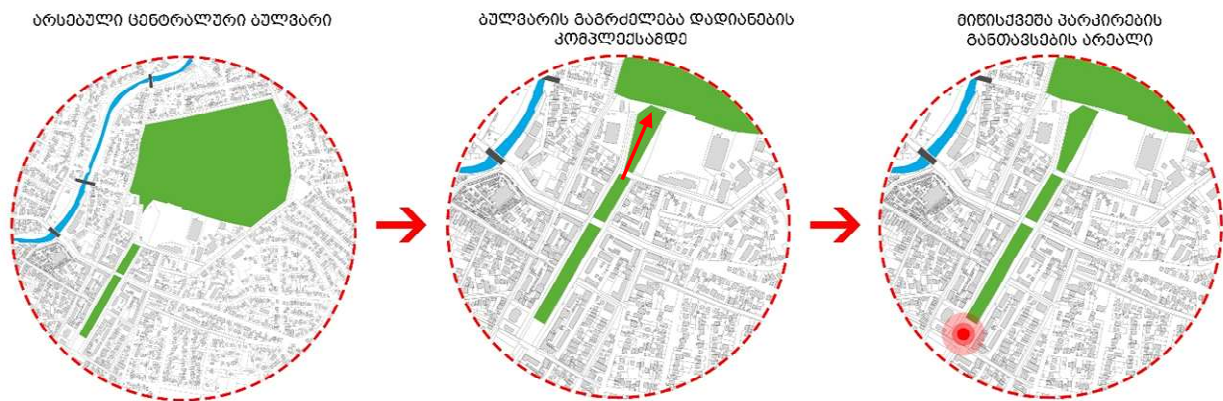 არსებული ცენტრალური ბულვარი
ბულვარის გაგრძელება დადიანების
კომპლექსამდე
მიწისქვეშა პარკირების
განთავსების არეალი